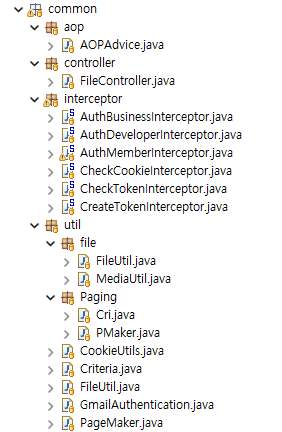 common
aop
AOPAdvice.java
controller
FileController.java
interceptor
AuthBusinessInterceptor.java
AuthDeveloperInterceptor.java
AuthMemberInterceptor.java
CheckCookieInterceptor.java
CheckTokenInterceptor.java
CreateTokenInterceptor.java
util
file
FileUtil.java
MediaUtil.java
Paging
Cri.java
PMaker.java
CookieUtils.java
Criteria.java
FileUtil.java
GmailAuthentication.java
PageMaker.java